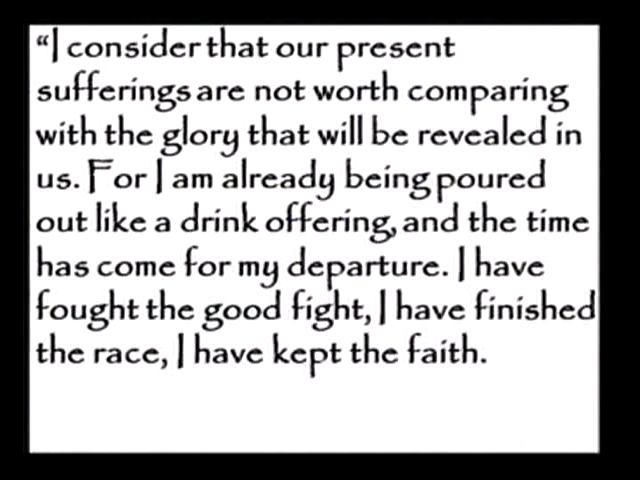 “I consider that our present
sufferings are not worth comparing
with the glory that will be revealed in
us. For I am already being poured
out like a drink offering, and the time
has come for my departure. I have
fought the good fight, I have finished
the race, I have kept the faith.